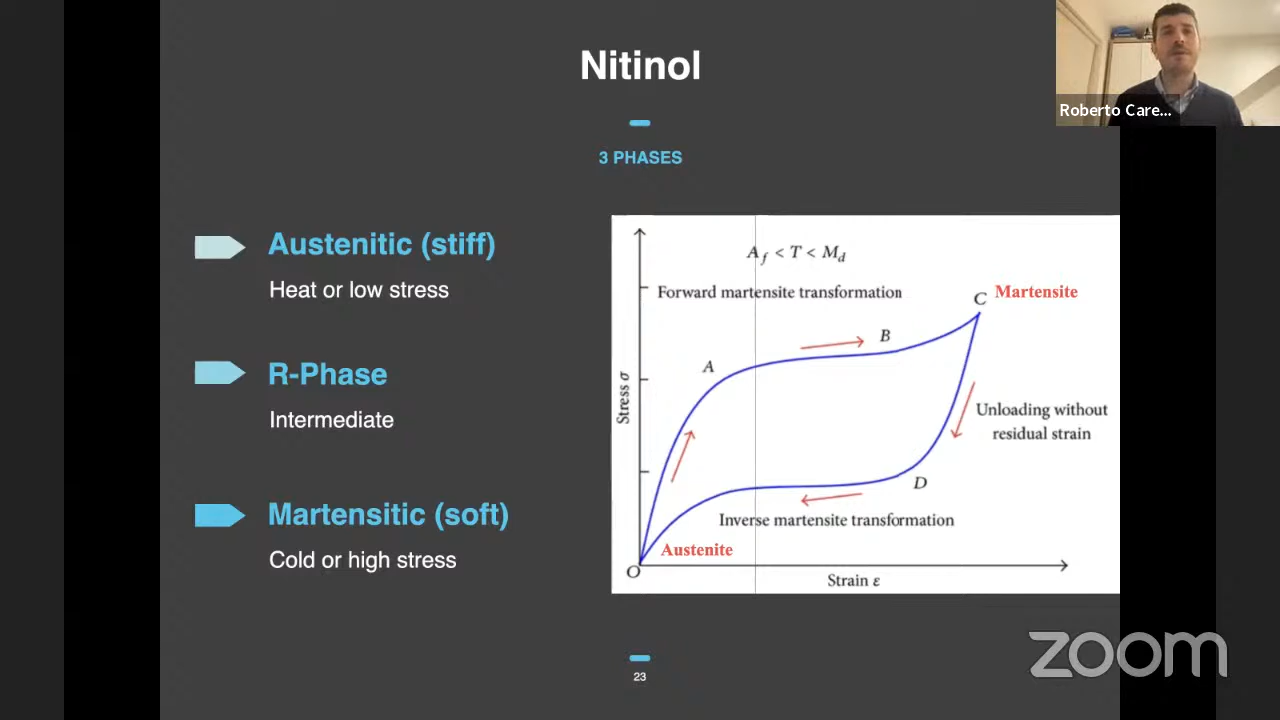 Nitinol
3 PHASES
Roberto Care...
Austenitic (stiff)
Heat or low stress
R-Phase
Intermediate
Martensitic (soft)
Cold or high stress
A_f < T < M_d
Forward martensite transformation
C Martensite
B
A
Stress σ
Unloading without
residual strain
D
Inverse martensite transformation
Austenite
O
Strain ε
zoom
23